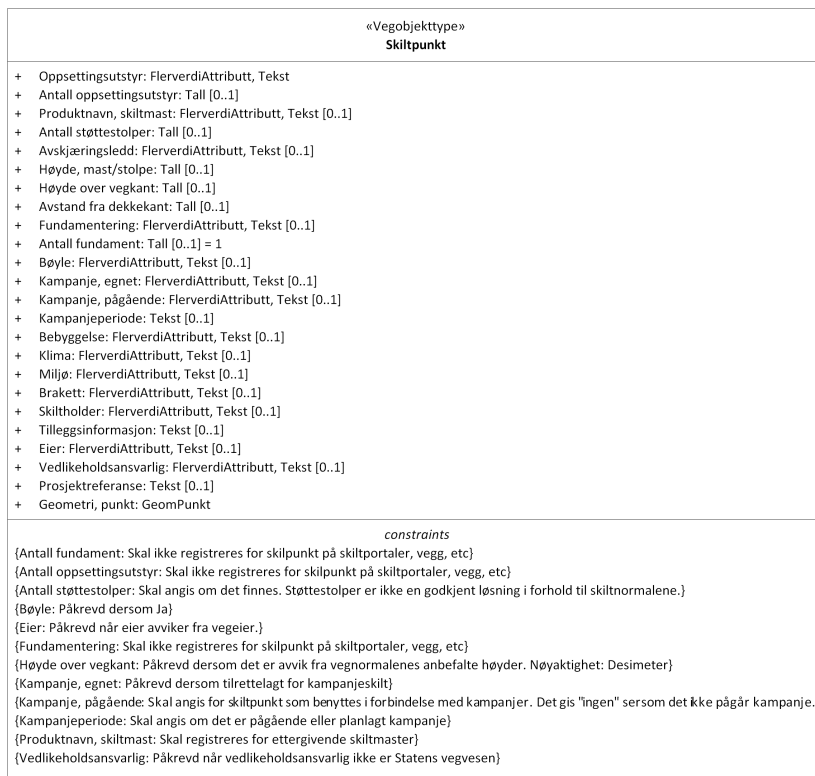 «Vegobjekttype»
Skiltpunkt
+ Oppsettingsutstyr: FlerverdiAttributt, Tekst
+ Antall oppsettingsutstyr: Tall [0..1]
+ Produktnavn, skiltmast: FlerverdiAttributt, Tekst [0..1]
+ Antall støttestolper: Tall [0..1]
+ Avskjæringsledd: FlerverdiAttributt, Tekst [0..1]
+ Høyde, mast/stolpe: Tall [0..1]
+ Høyde over vegkant: Tall [0..1]
+ Avstand fra dekkekant: Tall [0..1]
+ Fundamentering: FlerverdiAttributt, Tekst [0..1]
+ Antall fundament: Tall [0..1] = 1
+ Bøyle: FlerverdiAttributt, Tekst [0..1]
+ Kampanje, egnet: FlerverdiAttributt, Tekst [0..1]
+ Kampanje, pågående: FlerverdiAttributt, Tekst [0..1]
+ Kampanjeperiode: Tekst [0..1]
+ Bebyggelse: FlerverdiAttributt, Tekst [0..1]
+ Klima: FlerverdiAttributt, Tekst [0..1]
+ Miljø: FlerverdiAttributt, Tekst [0..1]
+ Brakett: FlerverdiAttributt, Tekst [0..1]
+ Skiltholder: FlerverdiAttributt, Tekst [0..1]
+ Tilleggsinformasjon: Tekst [0..1]
+ Eier: FlerverdiAttributt, Tekst [0..1]
+ Vedlikeholdsansvarlig: FlerverdiAttributt, Tekst [0..1]
+ Prosjektreferanse: Tekst [0..1]
+ Geometri, punkt: GeomPunkt
constraints
{Antall fundament: Skal ikke registreres for skilpunkt på skiltportaler, vegg, etc}
{Antall oppsettingsutstyr: Skal ikke registreres for skilpunkt på skiltportaler, vegg, etc}
{Antall støttestolper: Skal angis om det finnes. Støttestolper er ikke en godkjent løsning i forhold til skiltnormalene.}
{Bøyle: Påkrevd dersom Ja}
{Eier: Påkrevd når eier avviker fra vegeier.}
{Fundamentering: Skal ikke registreres for skilpunkt på skiltportaler, vegg, etc}
{Høyde over vegkant: Påkrevd dersom det er avvik fra vegnormalenes anbefalte høyder. Nøyaktighet: Desimeter}
{Kampanje, egnet: Påkrevd dersom tilrettelagt for kampanjeskilt}
{Kampanje, pågående: Skal angis for skiltpunkt som benyttes i forbindelse med kampanjer. Det gis "ingen" sersom det ikke pågår kampanje.
{Kampanjeperiode: Skal angis om det er pågående eller planlagt kampanje}
{Produktnavn, skiltmast: Skal registreres for ettergivende skiltmaster}
{Vedlikeholdsansvarlig: Påkrevd når vedlikeholdsansvarlig ikke er Statens vegvesen}